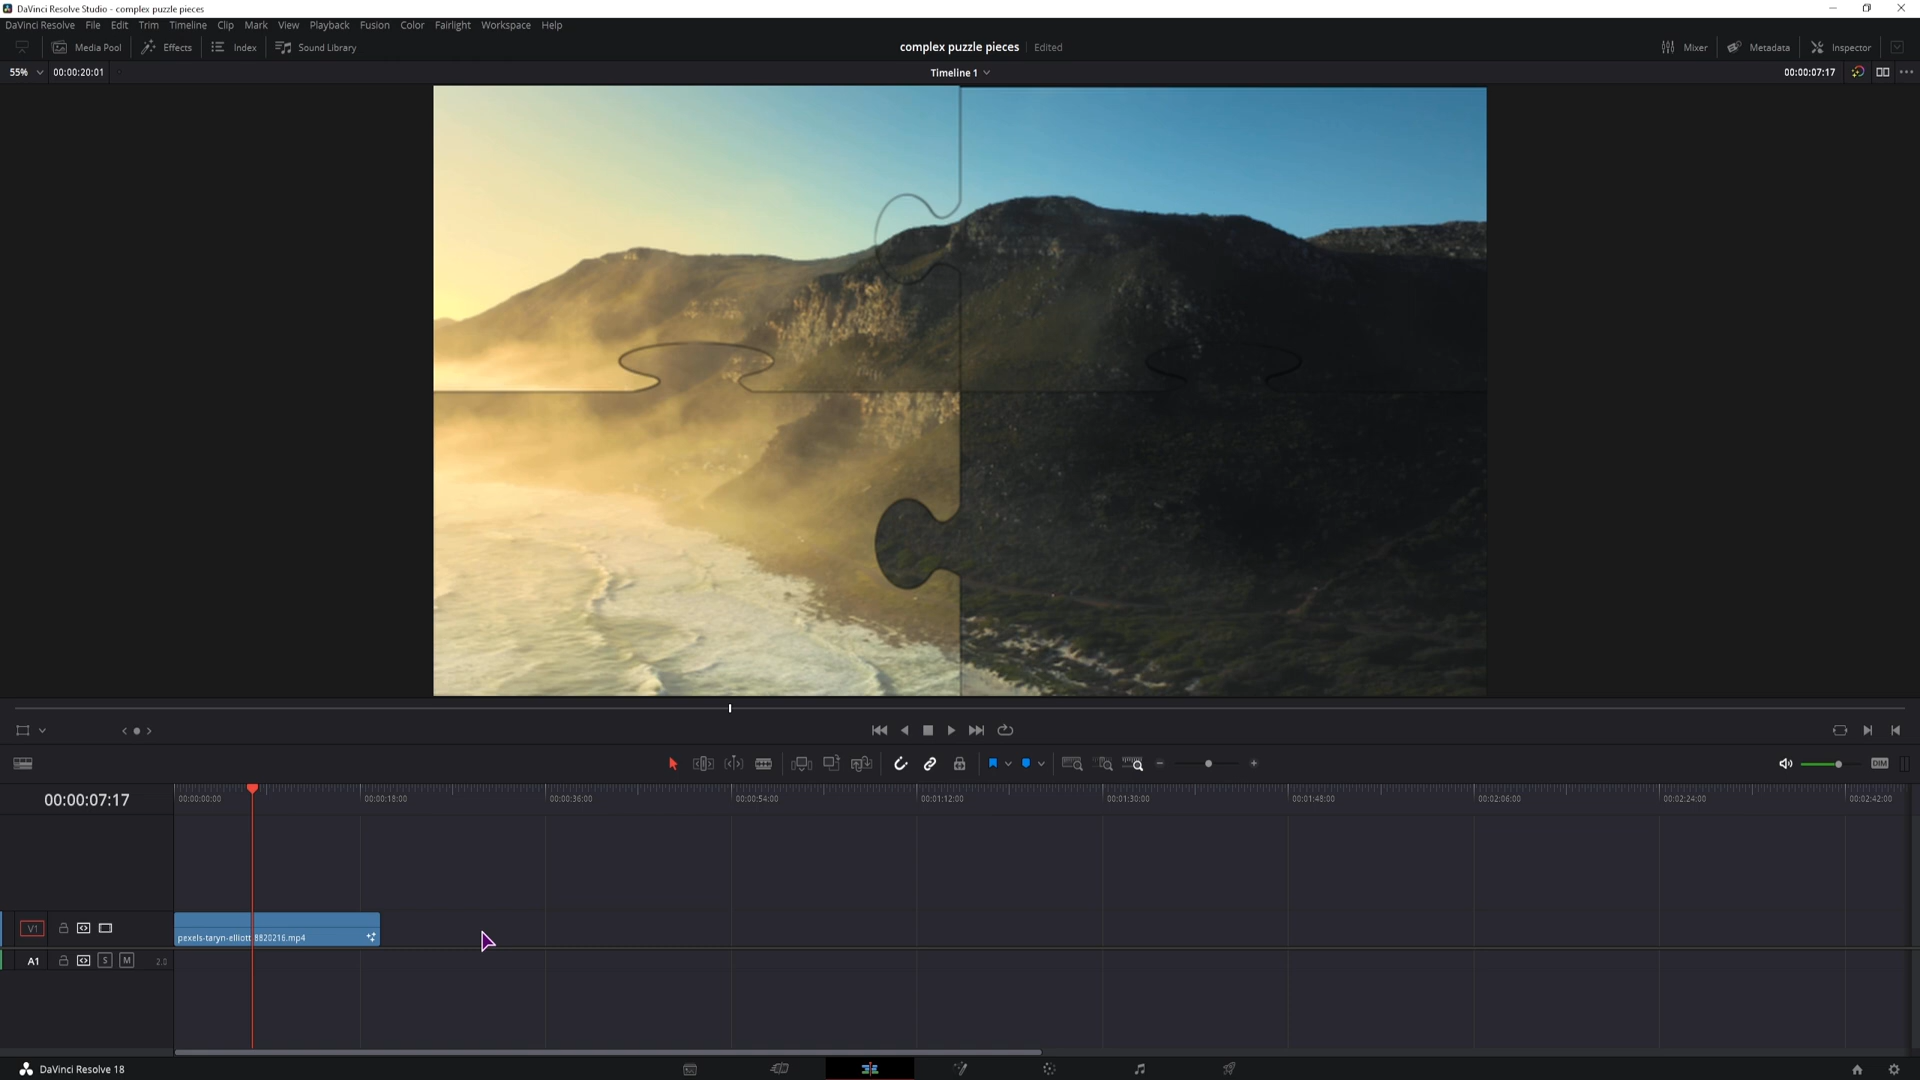 DaVinci Resolve Studio - complex puzzle pieces
DaVinci Resolve File Edit Trim Timeline Clip Mark View Playback Fusion Color Fairlight Workspace Help
Media Pool Effects Index Sound Library complex puzzle pieces Edited Mixer Metadata Inspector
55% 00:00:20:01 Timeline 1 00:00:07:17
DIM
00:00:07:17 00:00:00:00 00:00:18:00 00:00:36:00 00:00:54:00 00:01:12:00 00:01:30:00 00:01:48:00 00:02:06:00 00:02:24:00 00:02:42:00
V1
pexels-taryn-elliott-8820216.mp4
A1 S M 2.0
DaVinci Resolve 18